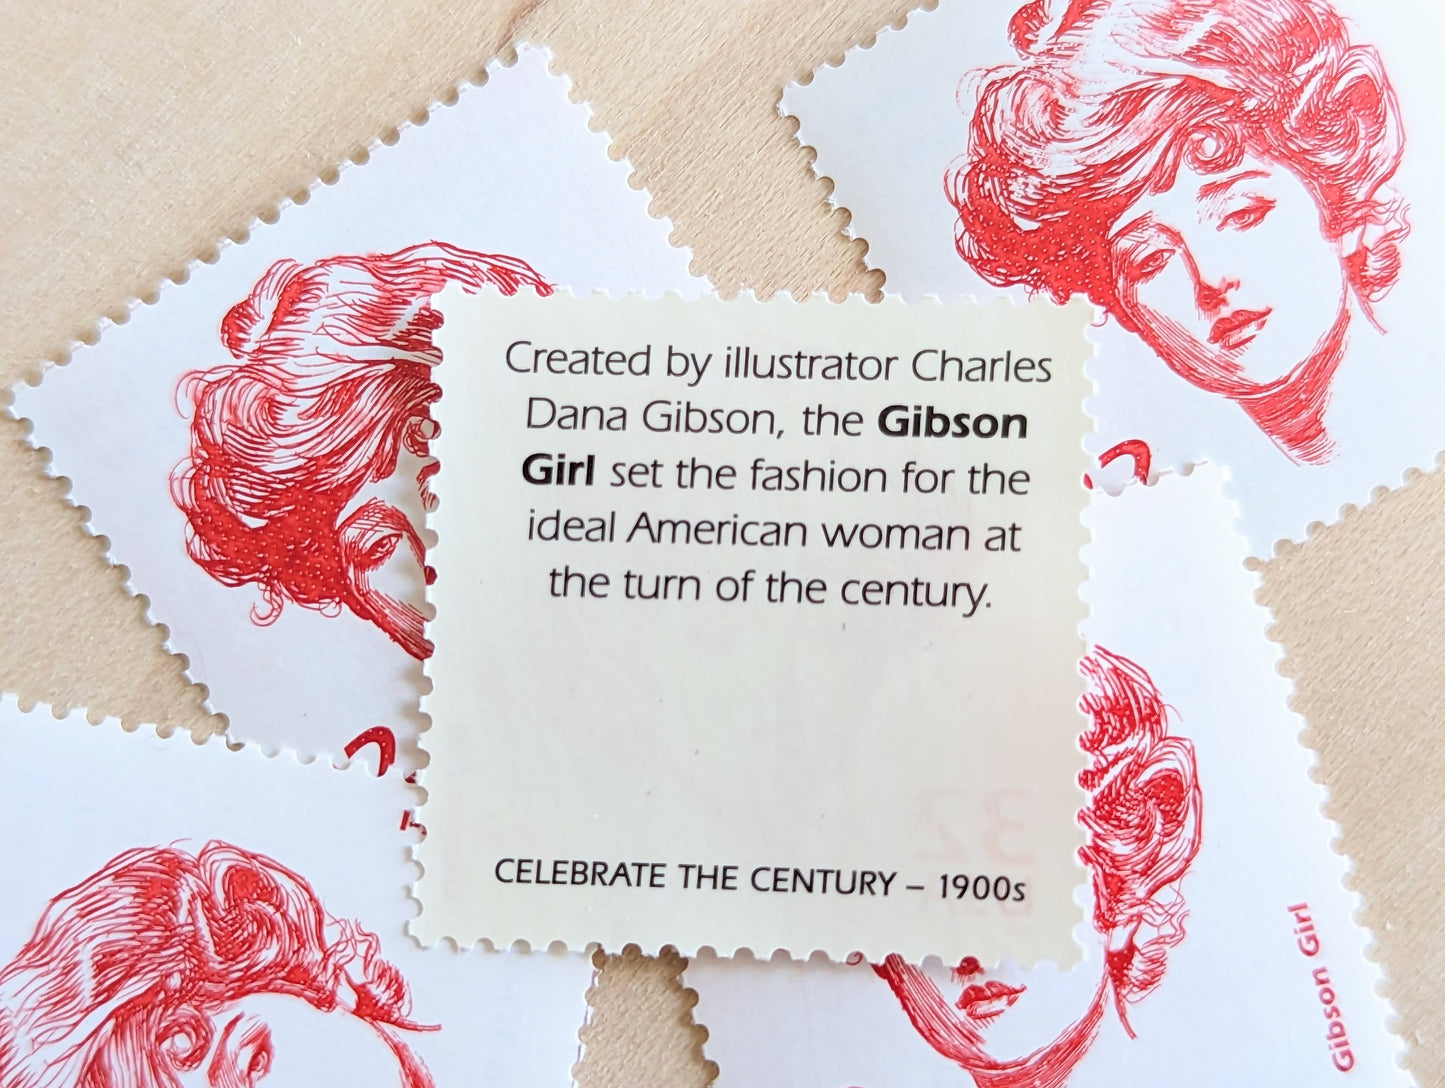 Created by illustrator Charles
Dana Gibson, the Gibson
Girl set the fashion for the
ideal American woman at
the turn of the century.
32
CELEBRATE THE CENTURY – 1900s
Gibson Girl